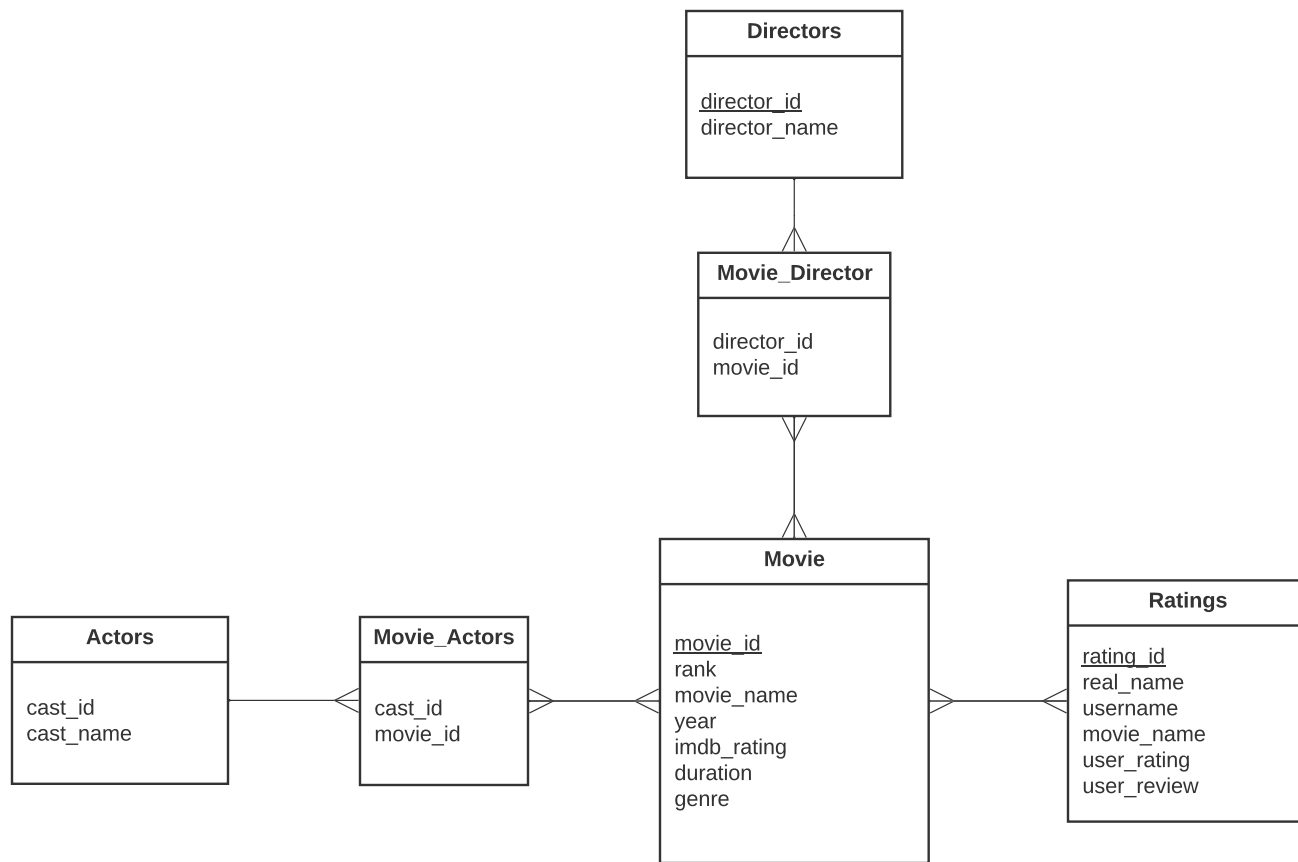 Directors
director_id
director_name
Movie_Director
director_id
movie_id
Movie
movie_id
rank
movie_name
year
imdb_rating
duration
genre
Actors
cast_id
cast_name
Movie_Actors
cast_id
movie_id
Ratings
rating_id
real_name
username
movie_name
user_rating
user_review